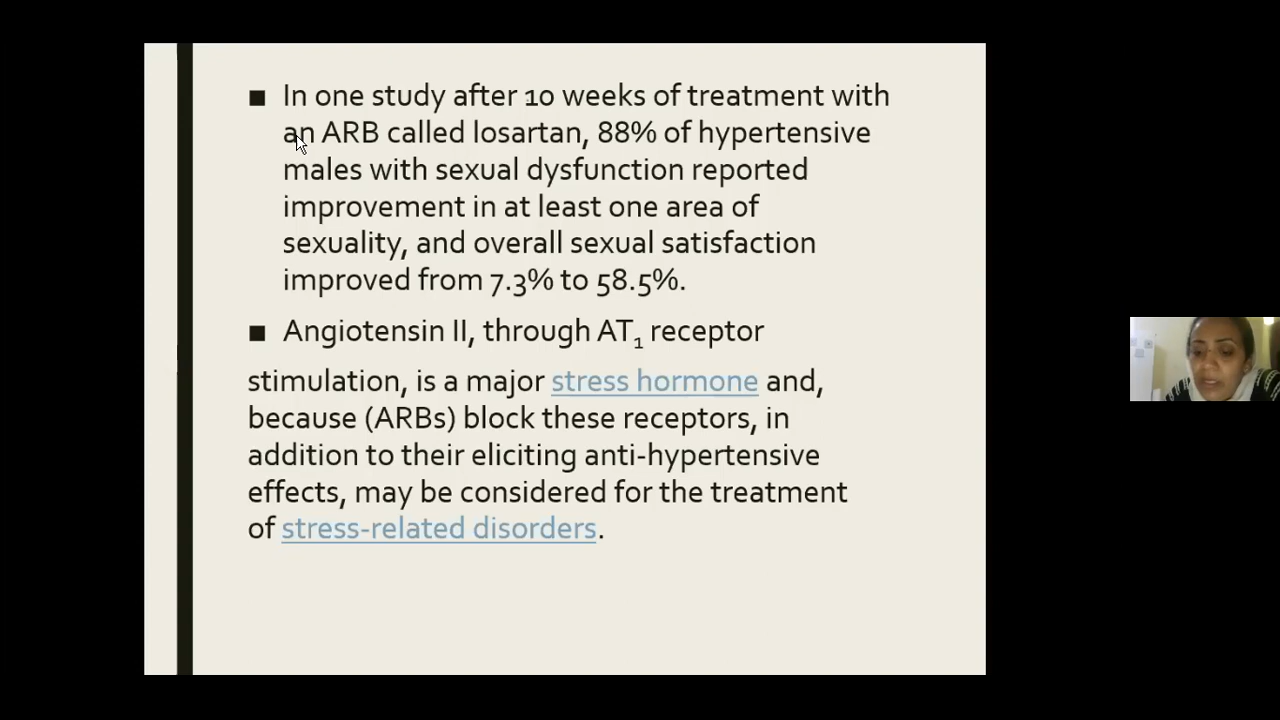 ■ In one study after 10 weeks of treatment with
an ARB called losartan, 88% of hypertensive
males with sexual dysfunction reported
improvement in at least one area of
sexuality, and overall sexual satisfaction
improved from 7.3% to 58.5%.
■ Angiotensin II, through AT₁ receptor
stimulation, is a major stress hormone and,
because (ARBs) block these receptors, in
addition to their eliciting anti-hypertensive
effects, may be considered for the treatment
of stress-related disorders.